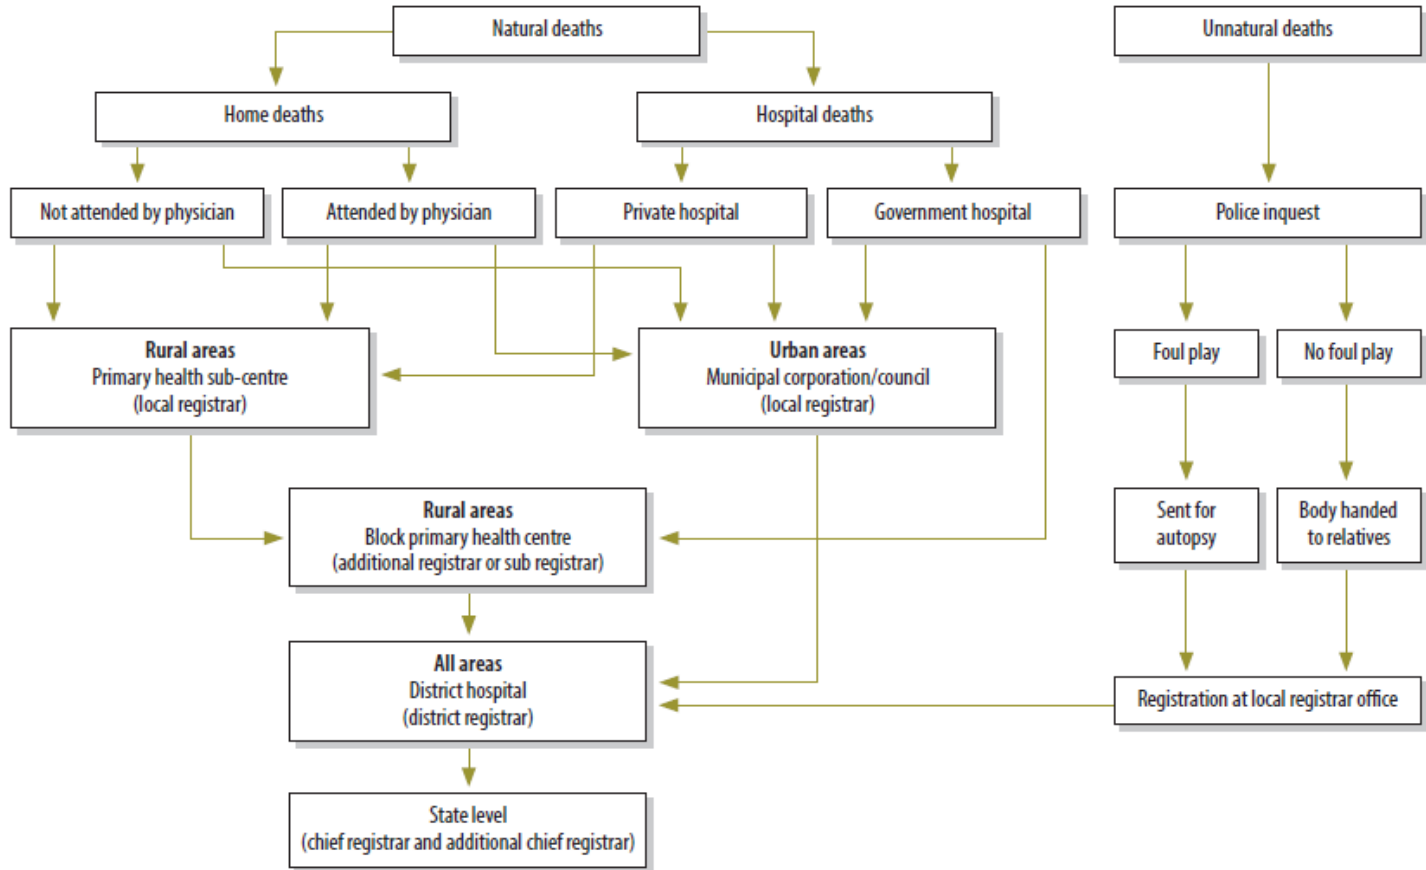 Natural deaths
Unnatural deaths
Home deaths
Hospital deaths
Not attended by physician
Attended by physician
Private hospital
Government hospital
Police inquest
Rural areas
Primary health sub-centre
(local registrar)
Urban areas
Municipal corporation/council
(local registrar)
Foul play
No foul play
Rural areas
Block primary health centre
(additional registrar or sub registrar)
Sent for
autopsy
Body handed
to relatives
All areas
District hospital
(district registrar)
Registration at local registrar office
State level
(chief registrar and additional chief registrar)